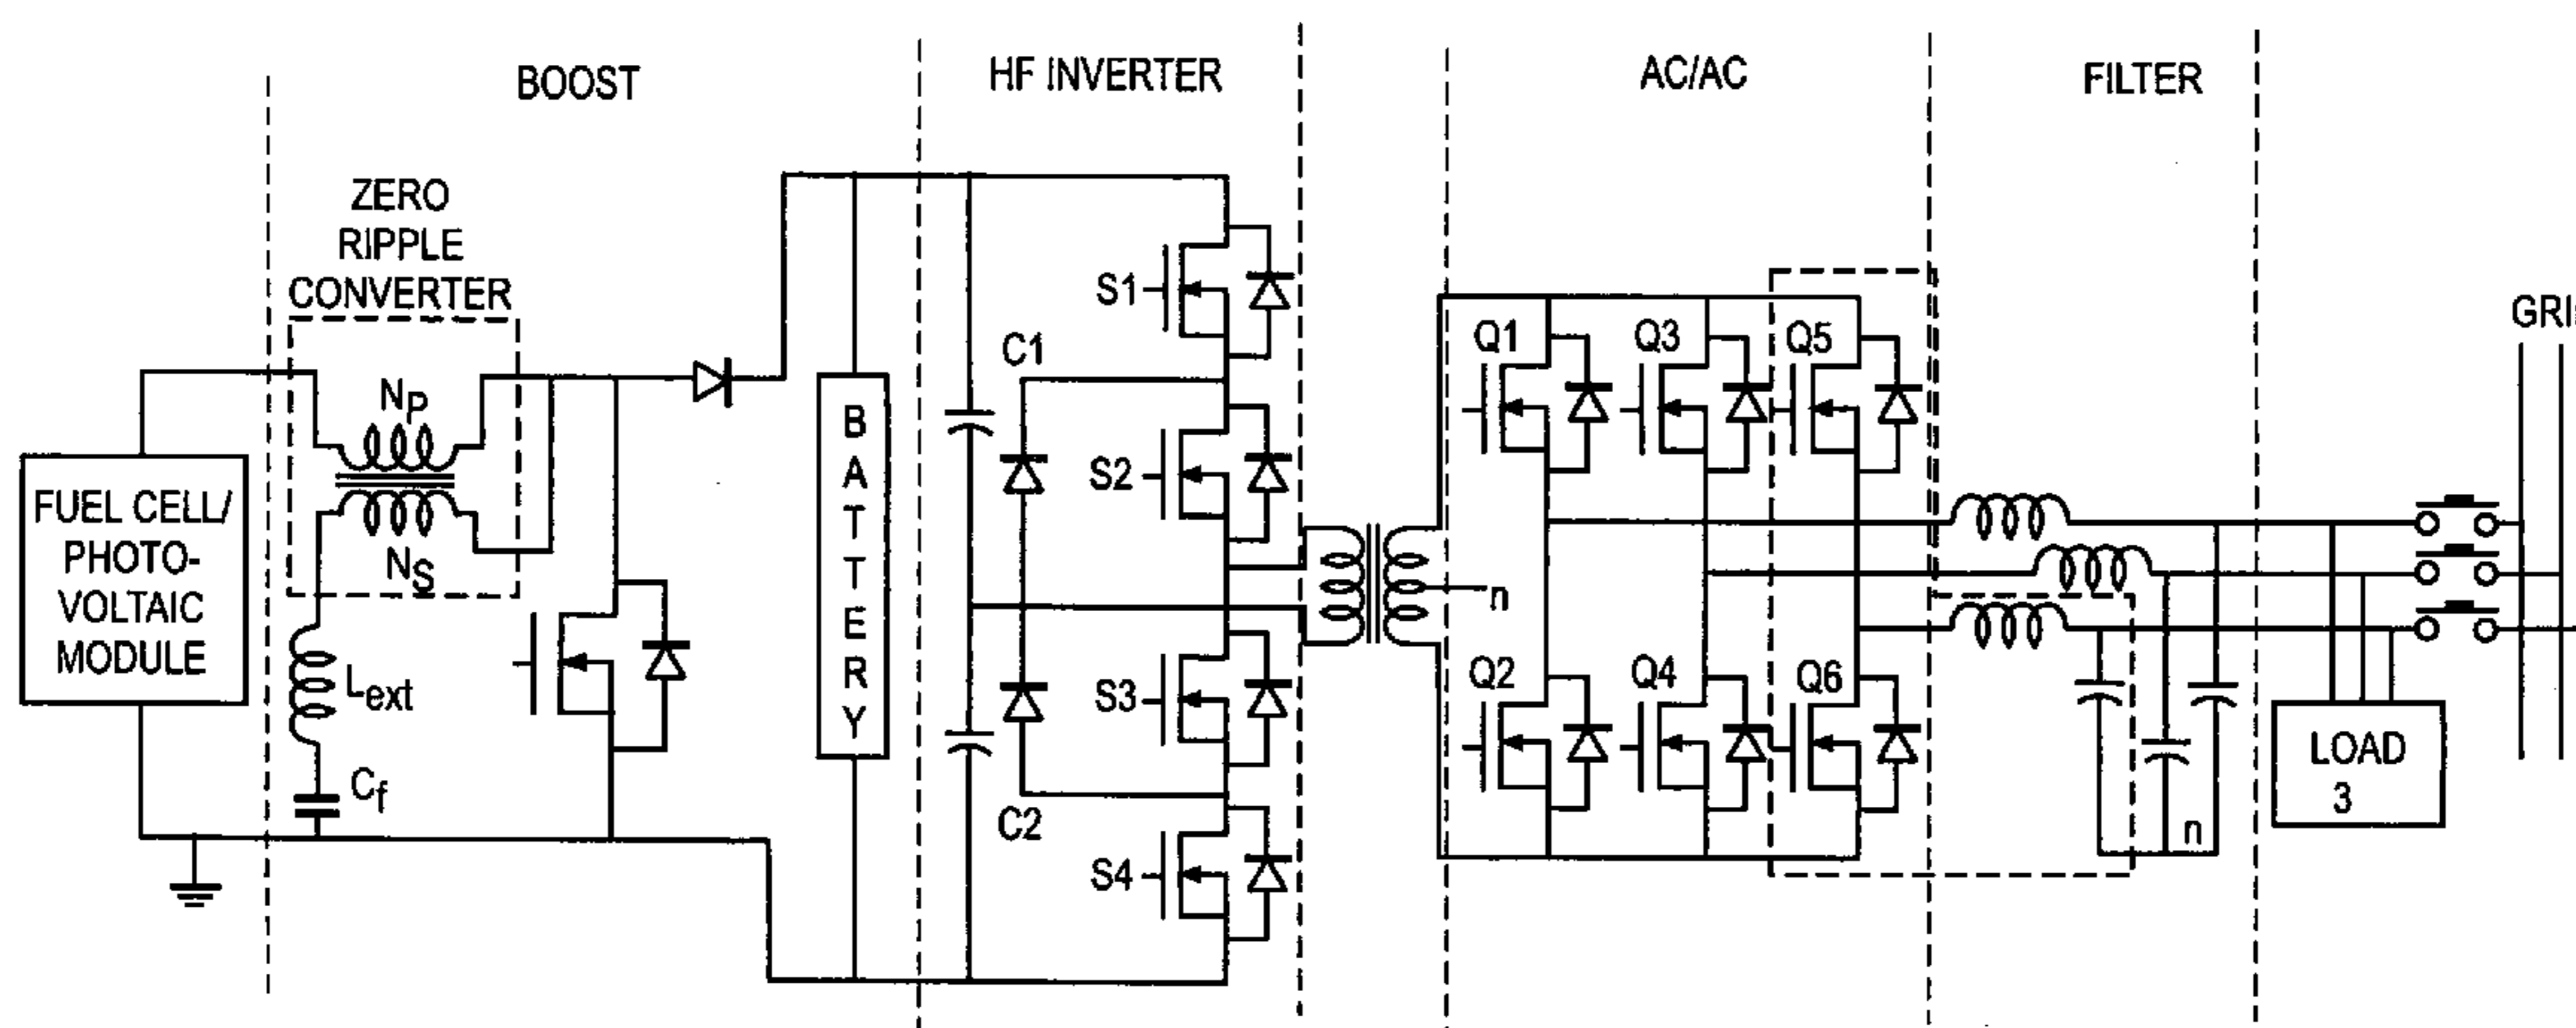 BOOST
HF INVERTER
AC/AC
FILTER
ZERO
RIPPLE
CONVERTER
NP
NS
FUEL CELL/
PHOTO-
VOLTAIC
MODULE
Lext
Cf
BATTERY
C1
C2
S1
S2
S3
S4
n
Q1
Q3
Q5
Q2
Q4
Q6
n
GRI
LOAD
3